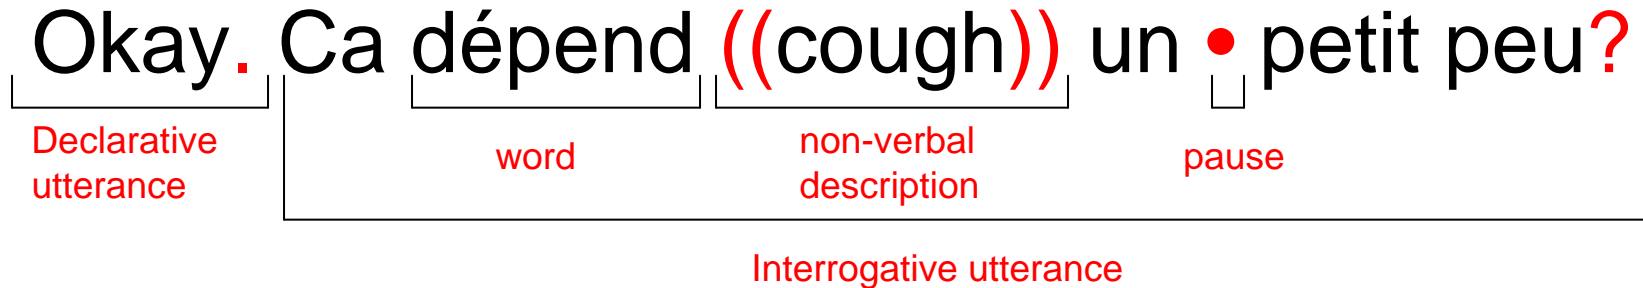 Okay. Ca dépend ((cough)) un • petit peu?
Declarative
utterance
word
non-verbal
description
pause
Interrogative utterance